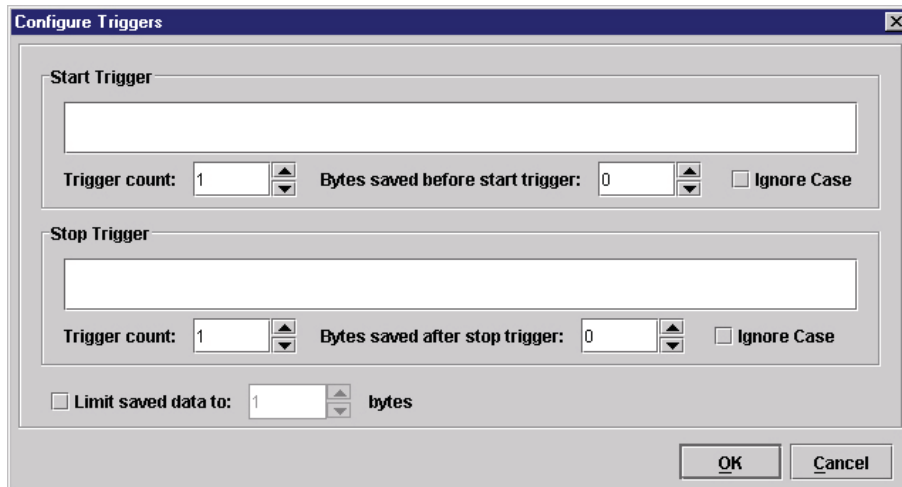 Configure Triggers
Start Trigger
Trigger count: 1 Bytes saved before start trigger: 0 Ignore Case
Stop Trigger
Trigger count: 1 Bytes saved after stop trigger: 0 Ignore Case
Limit saved data to: 1 bytes
OK Cancel